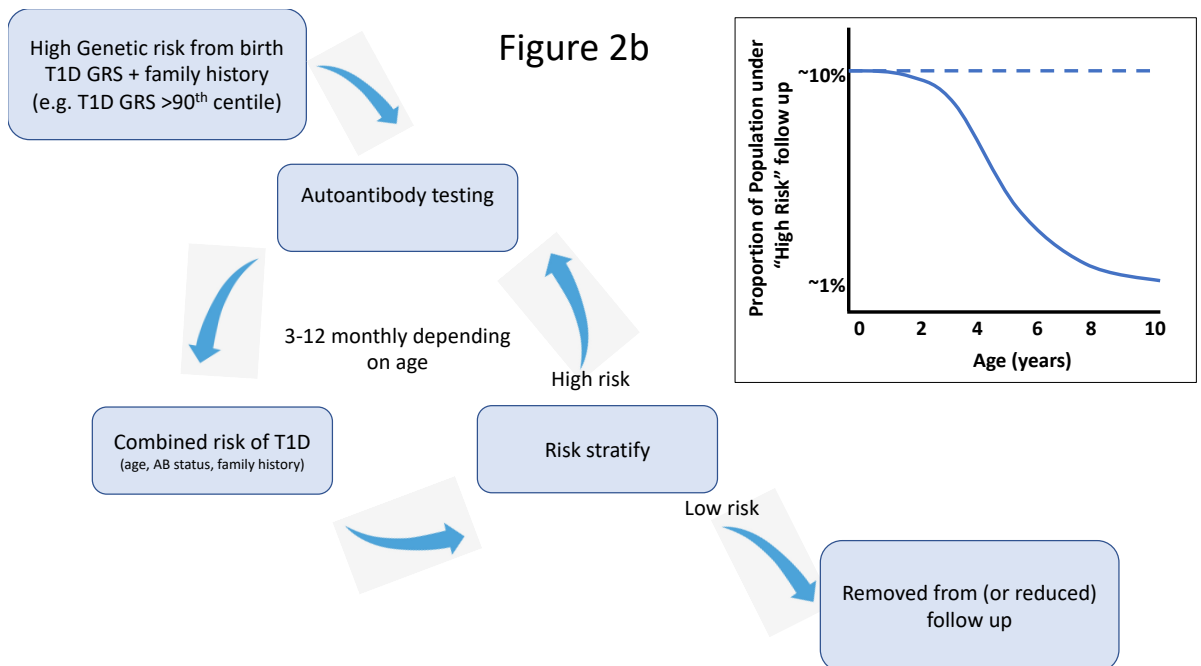 Figure 2b
High Genetic risk from birth
T1D GRS + family history
(e.g. T1D GRS >90th centile)
Autoantibody testing
3-12 monthly depending
on age
High risk
Combined risk of T1D
(age, AB status, family history)
Risk stratify
Low risk
Removed from (or reduced)
follow up
Proportion of Population under
“High Risk” follow up
~10%
~1%
0 2 4 6 8 10
Age (years)